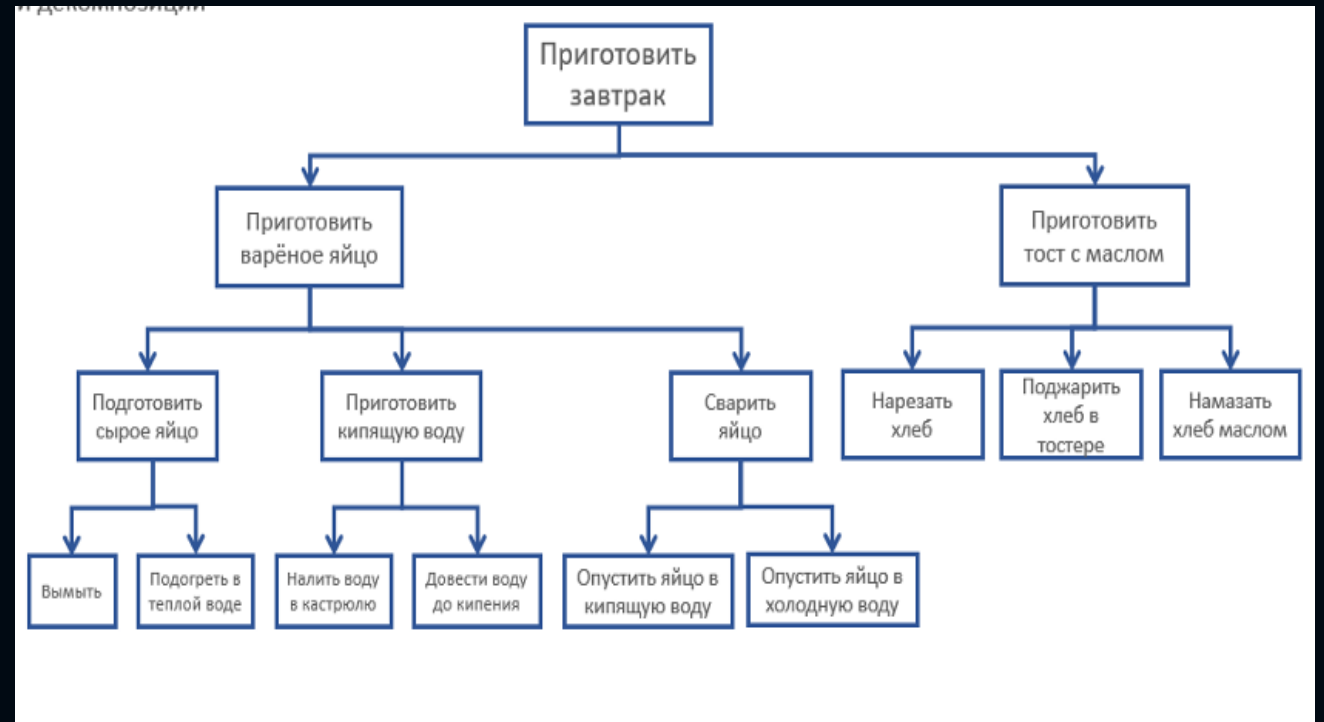 и декомпозиции
Приготовить
завтрак
Приготовить
варёное яйцо
Приготовить
тост с маслом
Подготовить
сырое яйцо
Приготовить
кипящую воду
Сварить
яйцо
Нарезать
хлеб
Поджарить
хлеб в
тостере
Намазать
хлеб маслом
Вымыть
Подогреть в
теплой воде
Налить воду
в кастрюлю
Довести воду
до кипения
Опустить яйцо в
кипящую воду
Опустить яйцо в
холодную воду